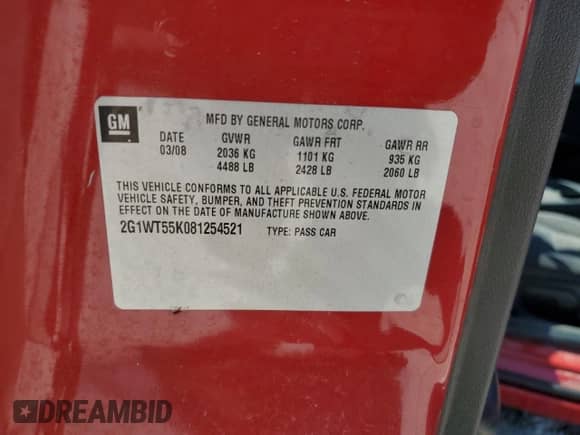 GM
MFD BY GENERAL MOTORS CORP.
DATE GVWR GAWR FRT GAWR RR
03/08 2036 KG 1101 KG 935 KG
4488 LB 2428 LB 2060 LB
THIS VEHICLE CONFORMS TO ALL APPLICABLE U.S. FEDERAL MOTOR
VEHICLE SAFETY, BUMPER, AND THEFT PREVENTION STANDARDS IN
EFFECT ON THE DATE OF MANUFACTURE SHOWN ABOVE.
2G1WT55K081254521 TYPE: PASS CAR
DREAMBID